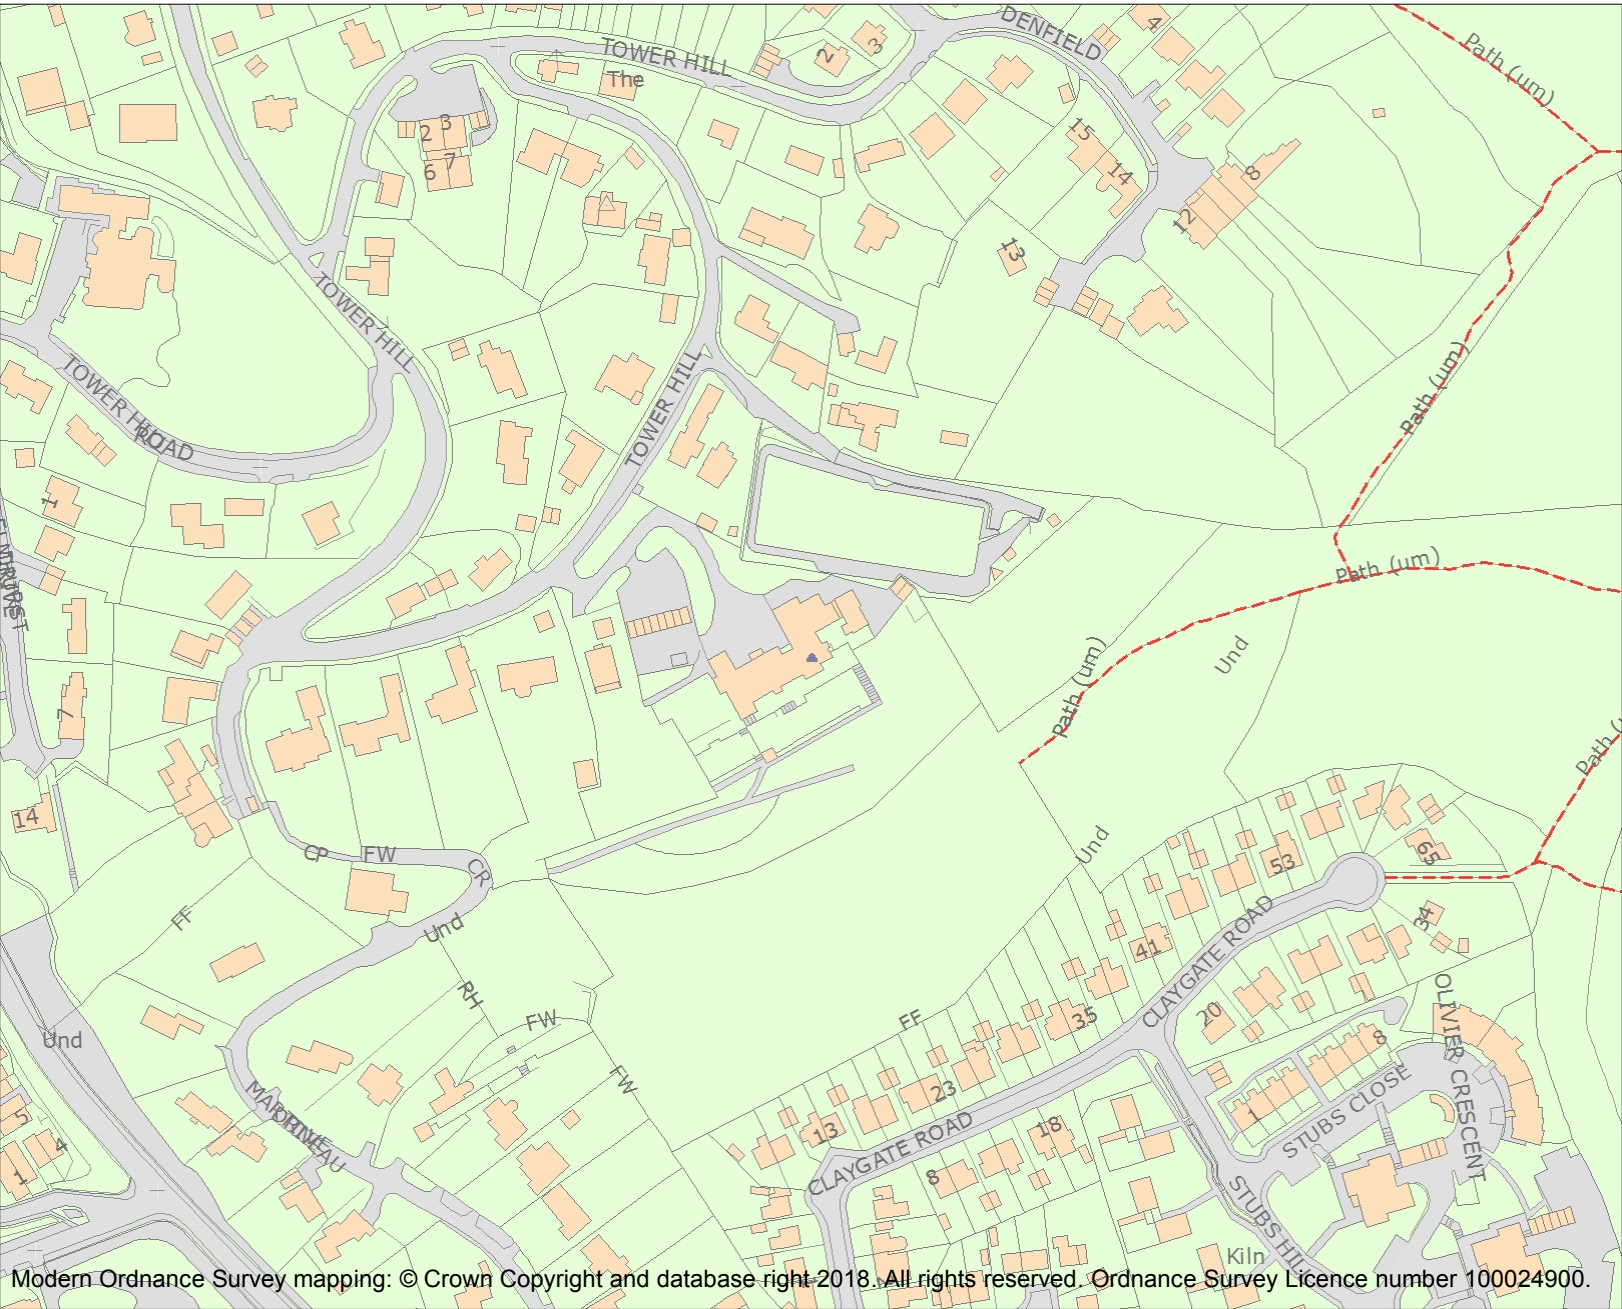 DENFIELD
4
Path (um)
TOWER HILL
The
2
3
2 3
6 7
15
14
8
12
13
TOWER HILL
Path (um)
TOWER HILL
TOWER HILL
ROAD
1
Path (um)
Und
Path (um)
Path (um)
7
14
CP
FW
CR
Und
53
65
FF
Und
34
41
CLAYGATE ROAD
RH
FW
FF
35
20
OLIVIER CRESCENT
8
Und
FW
23
MARTINEAU
DRIVE
1
STUBS CLOSE
5
4
1
13
18
CLAYGATE ROAD
8
STUBS HILL
Kiln
Modern Ordnance Survey mapping: © Crown Copyright and database right 2018. All rights reserved. Ordnance Survey Licence number 100024900.